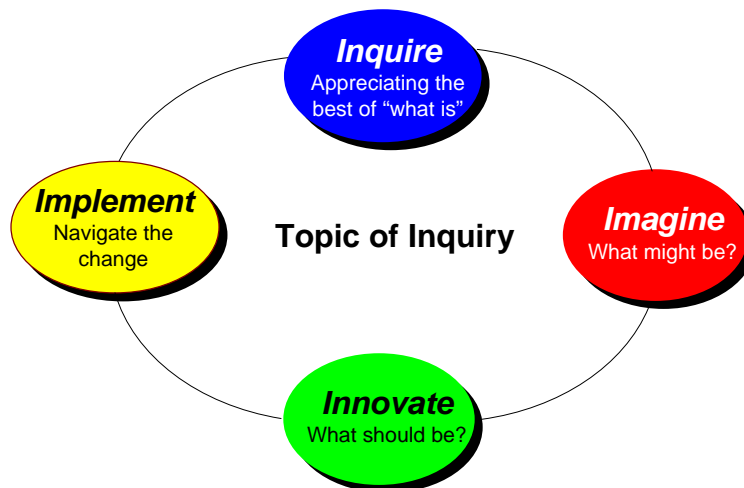 Inquire
Appreciating the
best of “what is”
Implement
Navigate the
change
Topic of Inquiry
Imagine
What might be?
Innovate
What should be?